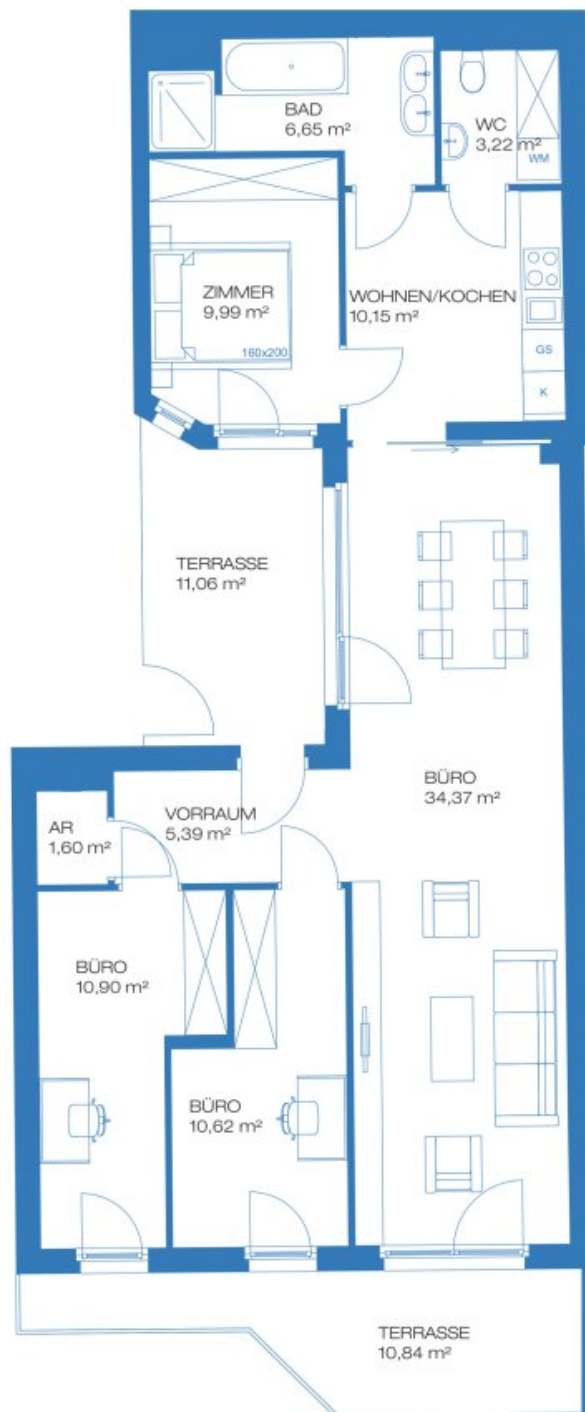 BAD
6,65 m²
WC
3,22 m²
WM
ZIMMER
9,99 m²
160x200
WOHNEN/KOCHEN
10,15 m²
GS
K
TERRASSE
11,06 m²
BÜRO
34,37 m²
VORRAUM
5,39 m²
AR
1,60 m²
BÜRO
10,90 m²
BÜRO
10,62 m²
TERRASSE
10,84 m²